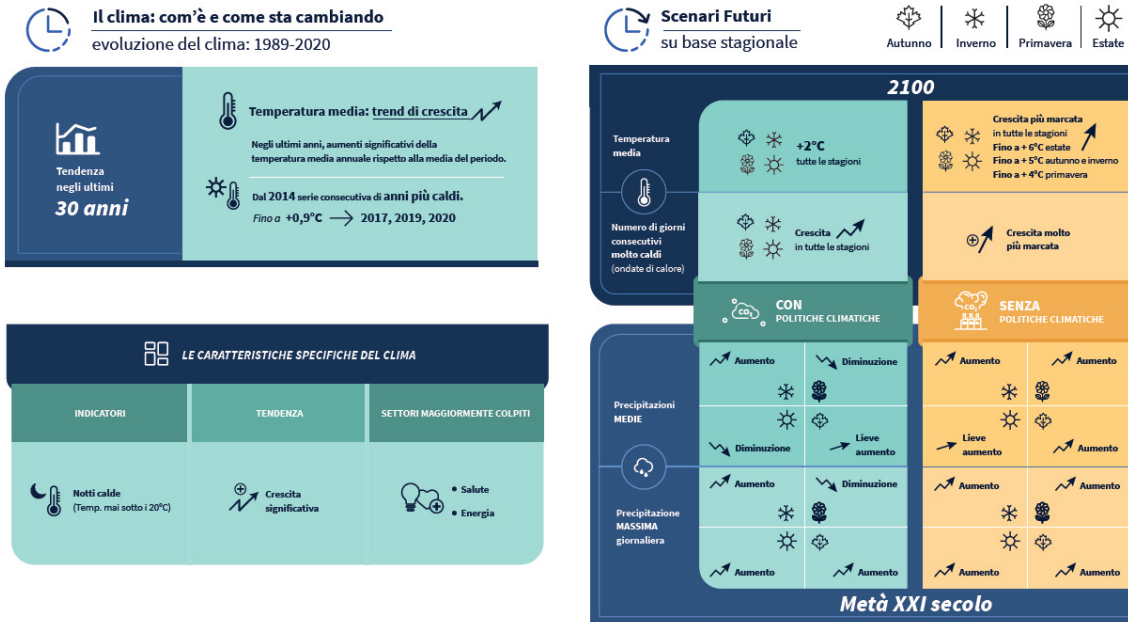 Il clima: com'è e come sta cambiando
evoluzione del clima: 1989-2020
Tendenza
negli ultimi
30 anni
Temperatura media: trend di crescita
Negli ultimi anni, aumenti significativi della
temperatura media annuale rispetto alla media del periodo.
Dal 2014 serie consecutiva di anni più caldi.
Fino a +0,9°C → 2017, 2019, 2020
LE CARATTERISTICHE SPECIFICHE DEL CLIMA
INDICATORI
TENDENZA
SETTORI MAGGIORMENTE COLPITI
Notti calde
(Temp. mai sotto i 20°C)
Crescita
significativa
• Salute
• Energia
Scenari Futuri
su base stagionale
Autunno
Inverno
Primavera
Estate
2100
Temperatura
media
+2°C
tutte le stagioni
Crescita più marcata
in tutte le stagioni
Fino a + 6°C estate
Fino a + 5°C autunno e inverno
Fino a + 4°C primavera
Numero di giorni
consecutivi
molto caldi
(ondate di calore)
Crescita
in tutte le stagioni
Crescita molto
più marcata
CO₂
CON
POLITICHE CLIMATICHE
CO₂
SENZA
POLITICHE CLIMATICHE
Precipitazioni
MEDIE
Aumento
Diminuzione
Aumento
Aumento
Diminuzione
Lieve
aumento
Lieve
aumento
Aumento
Precipitazione
MASSIMA
giornaliera
Aumento
Diminuzione
Aumento
Aumento
Aumento
Aumento
Aumento
Aumento
Metà XXI secolo